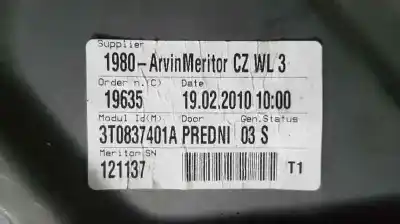 Supplier
1980-ArvinMeritor CZ WL 3
Order n.(C) Date
19635 19.02.2010 10:00
Modul Id(M) Door Gen.Status
3T0837401A PREDNI 03 S
Meritor SN
121137 T1